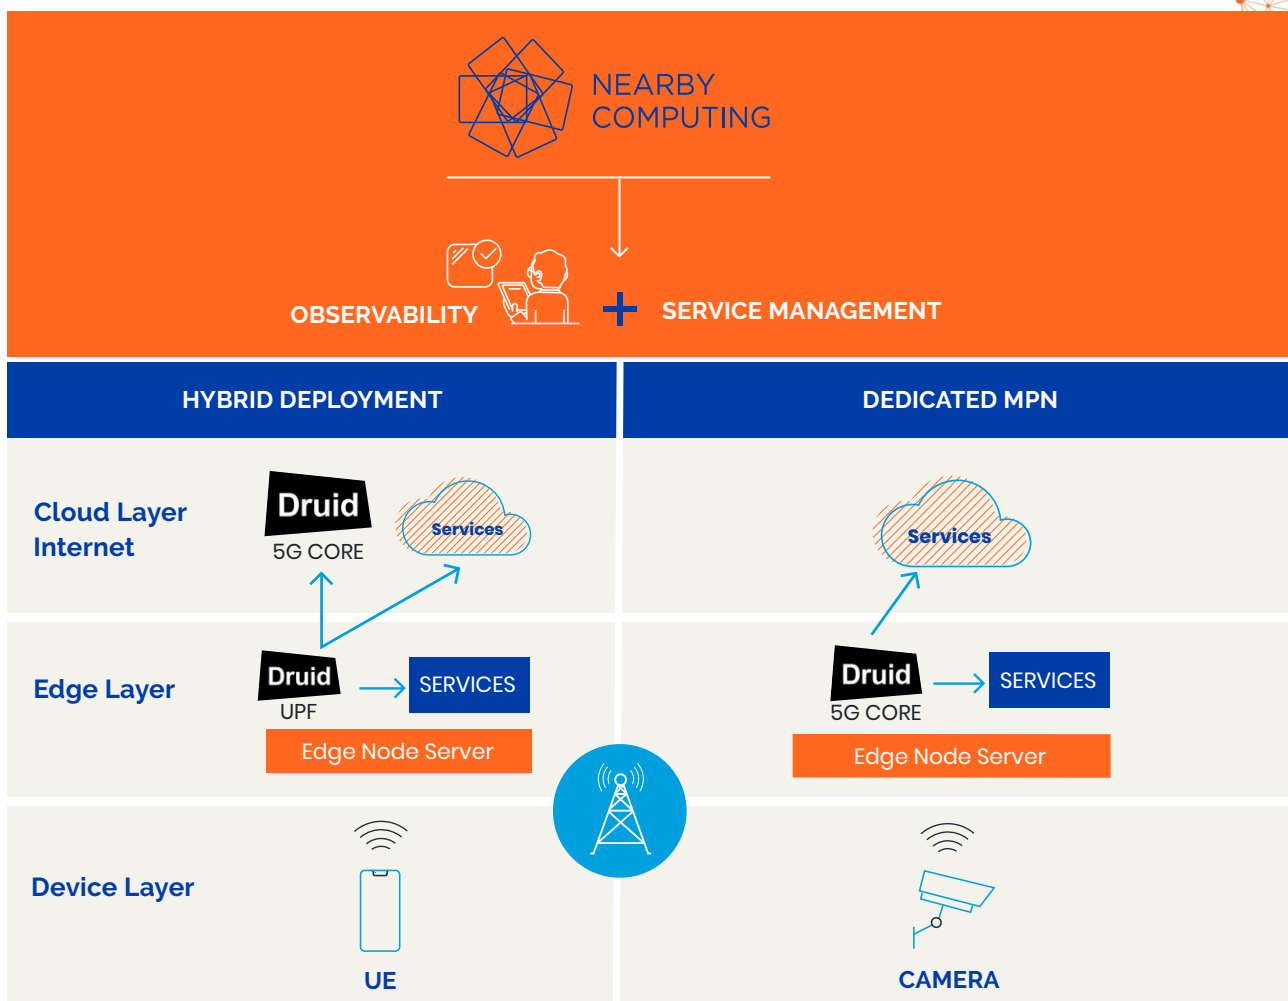 NEARBY
COMPUTING
OBSERVABILITY
SERVICE MANAGEMENT
HYBRID DEPLOYMENT
DEDICATED MPN
Cloud Layer
Internet
Druid
5G CORE
Services
Services
Edge Layer
Druid
UPF
SERVICES
Edge Node Server
Druid
5G CORE
SERVICES
Edge Node Server
Device Layer
UE
CAMERA